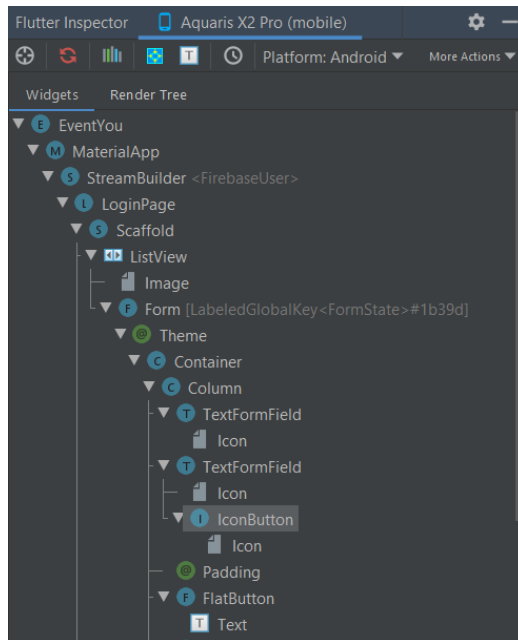 Flutter Inspector Aquaris X2 Pro (mobile)
T Platform: Android More Actions
Widgets Render Tree
E EventYou
M MaterialApp
S StreamBuilder <FirebaseUser>
L LoginPage
S Scaffold
ListView
Image
F Form [LabeledGlobalKey<FormState>#1b39d]
@ Theme
C Container
C Column
T TextFormField
Icon
T TextFormField
Icon
I IconButton
Icon
@ Padding
F FlatButton
T Text